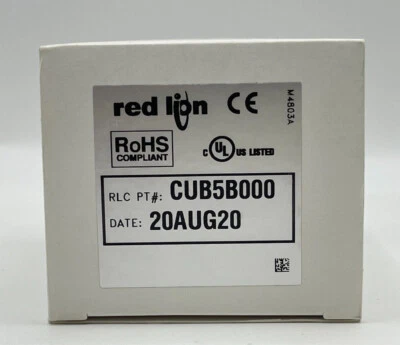 red lion CE
M4803A
RoHS
COMPLIANT
C UL US LISTED
RLC PT#: CUB5B000
DATE: 20AUG20